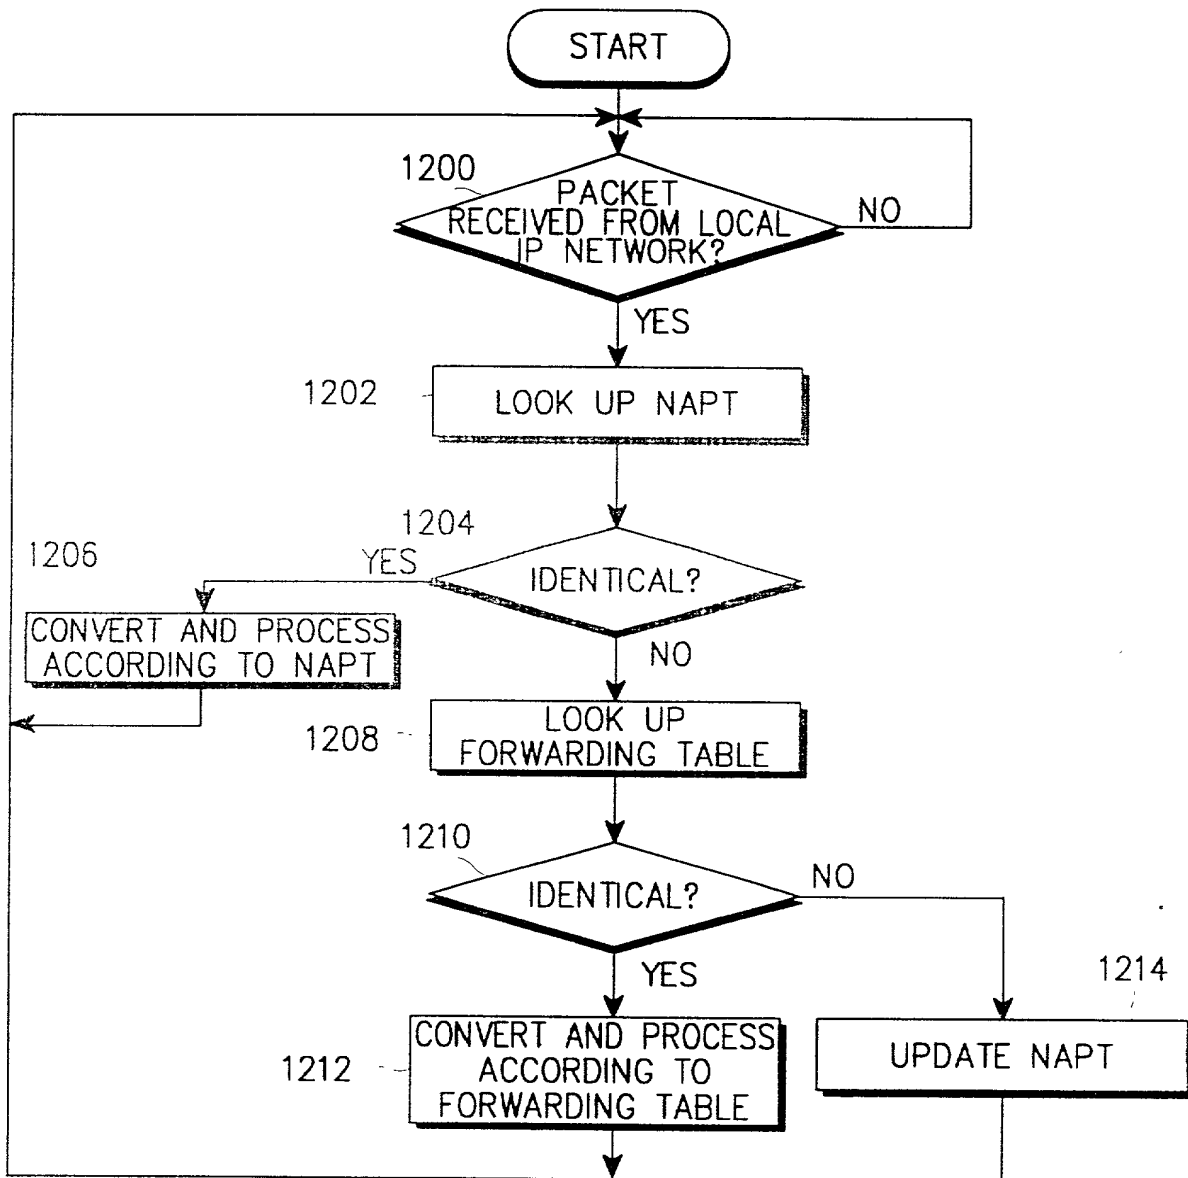 START
1200
PACKET
RECEIVED FROM LOCAL
IP NETWORK?
NO
YES
1202
LOOK UP NAPT
1204
1206
YES
IDENTICAL?
CONVERT AND PROCESS
ACCORDING TO NAPT
NO
1208
LOOK UP
FORWARDING TABLE
1210
IDENTICAL?
NO
YES
1214
1212
CONVERT AND PROCESS
ACCORDING TO
FORWARDING TABLE
UPDATE NAPT